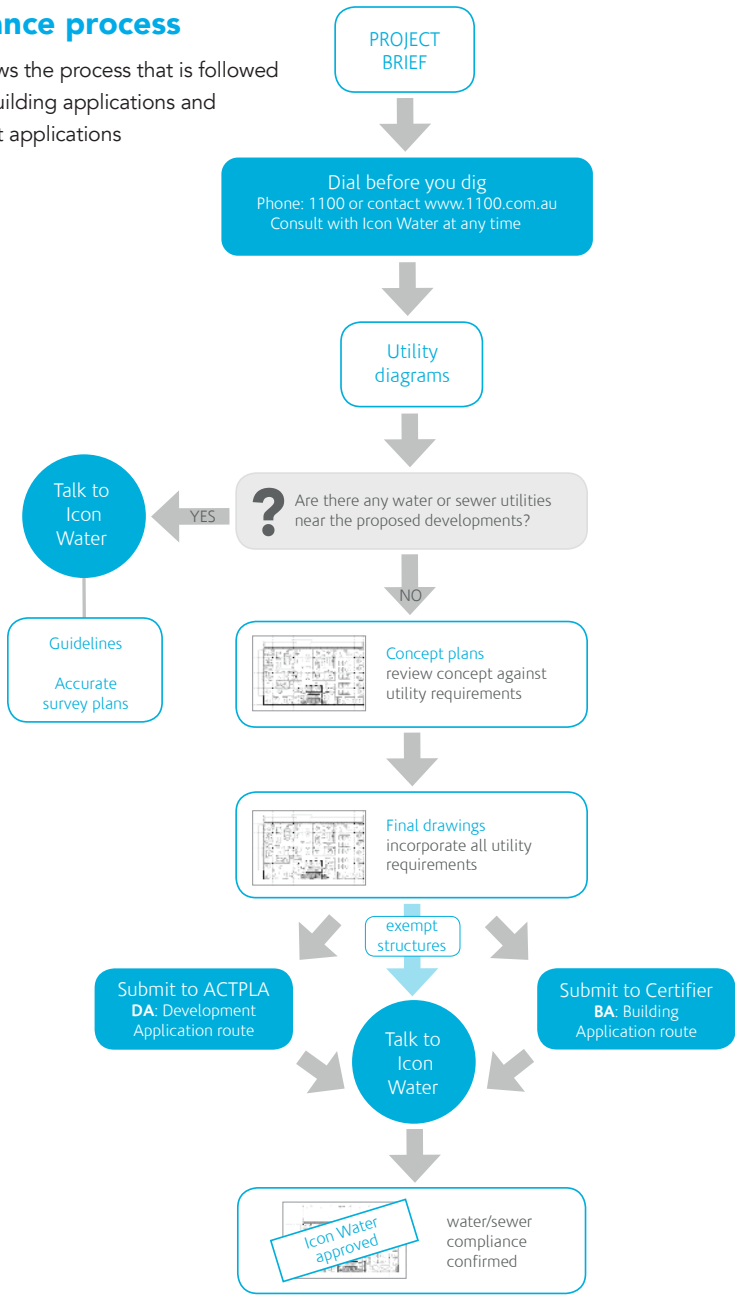 ance process
ws the process that is followed
uilding applications and
t applications
PROJECT
BRIEF
Dial before you dig
Phone: 1100 or contact www.1100.com.au
Consult with Icon Water at any time
Utility
diagrams
Talk to
Icon
Water
YES
?
Are there any water or sewer utilities
near the proposed developments?
NO
Guidelines
Accurate
survey plans
Concept plans
review concept against
utility requirements
Final drawings
incorporate all utility
requirements
exempt
structures
Submit to ACTPLA
DA: Development
Application route
Submit to Certifier
BA: Building
Application route
Talk to
Icon
Water
Icon Water
approved
water/sewer
compliance
confirmed